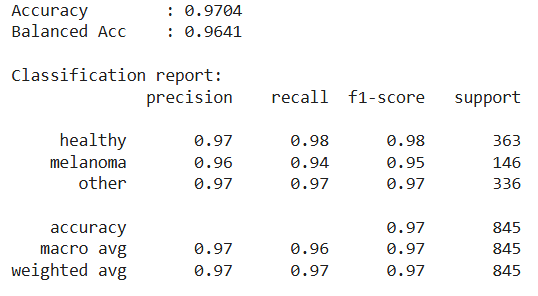 Accuracy : 0.9704
Balanced Acc : 0.9641
Classification report:
precision recall f1-score support
healthy 0.97 0.98 0.98 363
melanoma 0.96 0.94 0.95 146
other 0.97 0.97 0.97 336
accuracy 0.97 845
macro avg 0.97 0.96 0.97 845
weighted avg 0.97 0.97 0.97 845